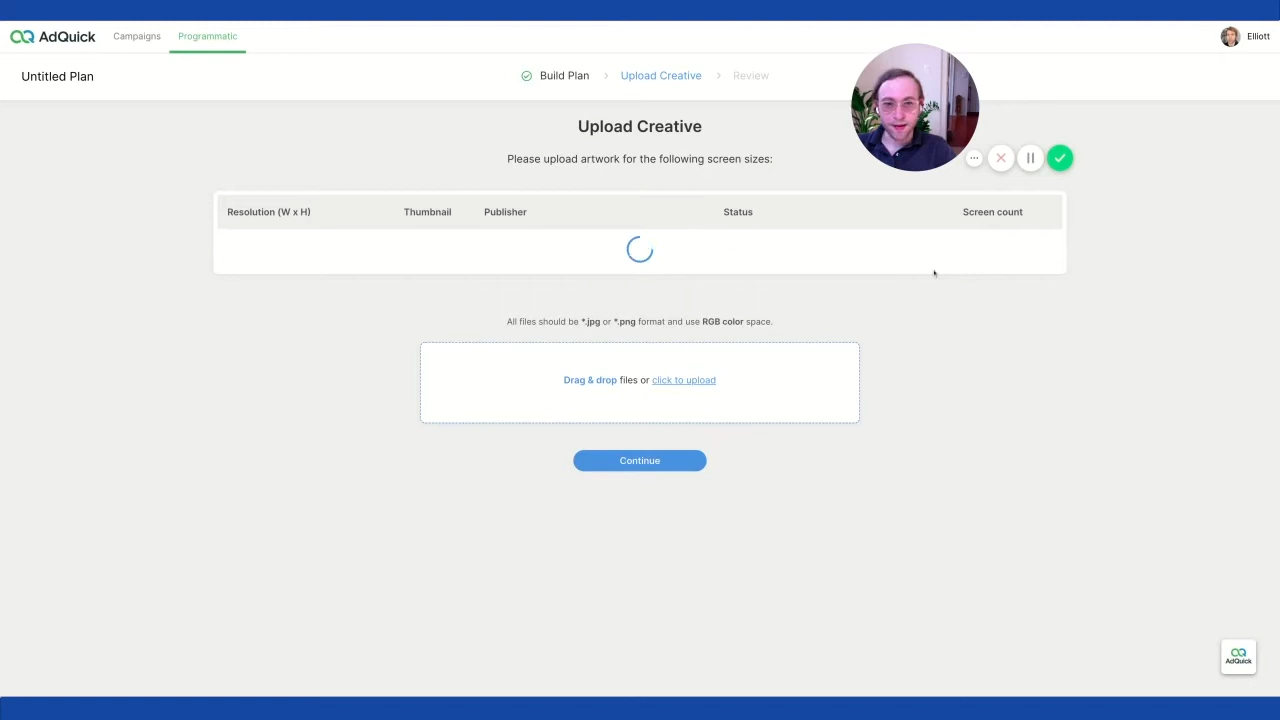 AdQuick Campaigns Programmatic Elliott
Untitled Plan Build Plan Upload Creative Review
Upload Creative
Please upload artwork for the following screen sizes:
Resolution (W x H) Thumbnail Publisher Status Screen count
All files should be *.jpg or *.png format and use RGB color space.
Drag & drop files or click to upload
Continue
AdQuick